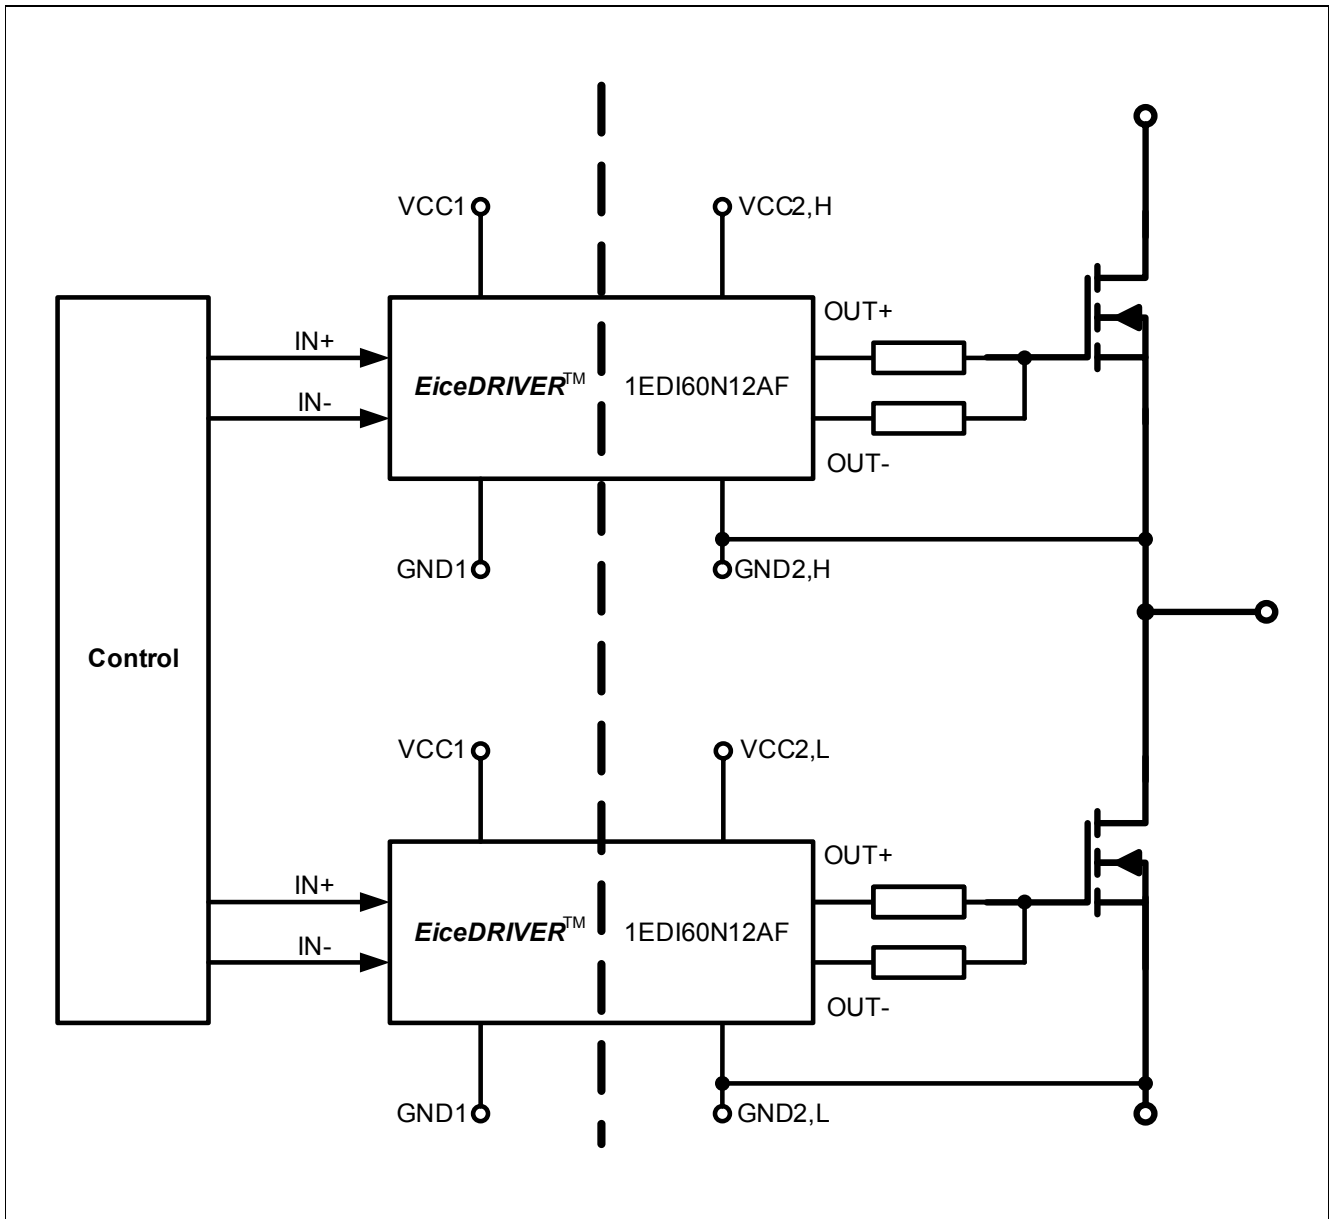 VCC1
VCC2,H
OUT+
IN+
EiceDRIVER™ 1EDI60N12AF
IN-
OUT-
GND1
GND2,H
Control
VCC1
VCC2,L
OUT+
IN+
EiceDRIVER™ 1EDI60N12AF
IN-
OUT-
GND1
GND2,L